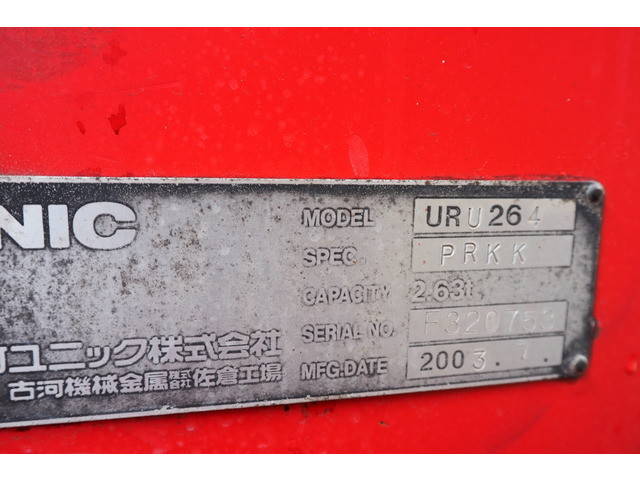 NIC
MODEL URU264
SPEC. PRKK
CAPACITY 2.63t
SERIAL NO. F320753
MFG.DATE 2003.7.
ユニック株式会社
古河機械金属株式会社佐倉工場